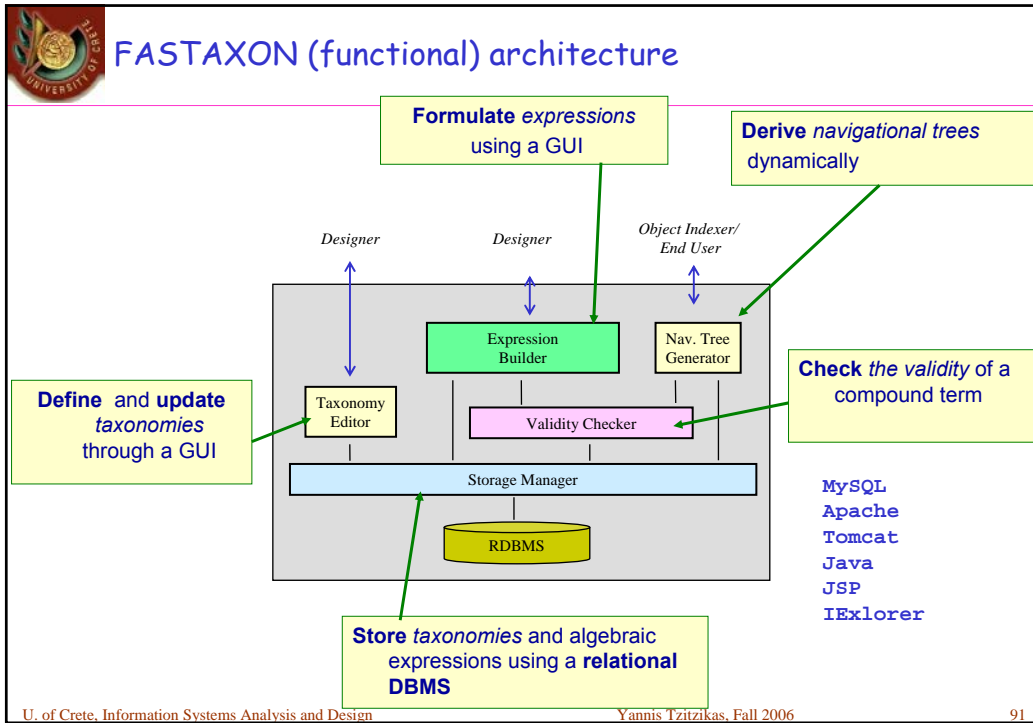 UNIVERSITY OF CRETE
FASTAXON (functional) architecture
Formulate expressions
using a GUI
Derive navigational trees
dynamically
Designer
Designer
Object Indexer/
End User
Expression
Builder
Nav. Tree
Generator
Check the validity of a
compound term
Define and update
taxonomies
through a GUI
Taxonomy
Editor
Validity Checker
Storage Manager
RDBMS
MySQL
Apache
Tomcat
Java
JSP
IExlorer
Store taxonomies and algebraic
expressions using a relational
DBMS
U. of Crete, Information Systems Analysis and Design
Yannis Tzitzikas, Fall 2006
91